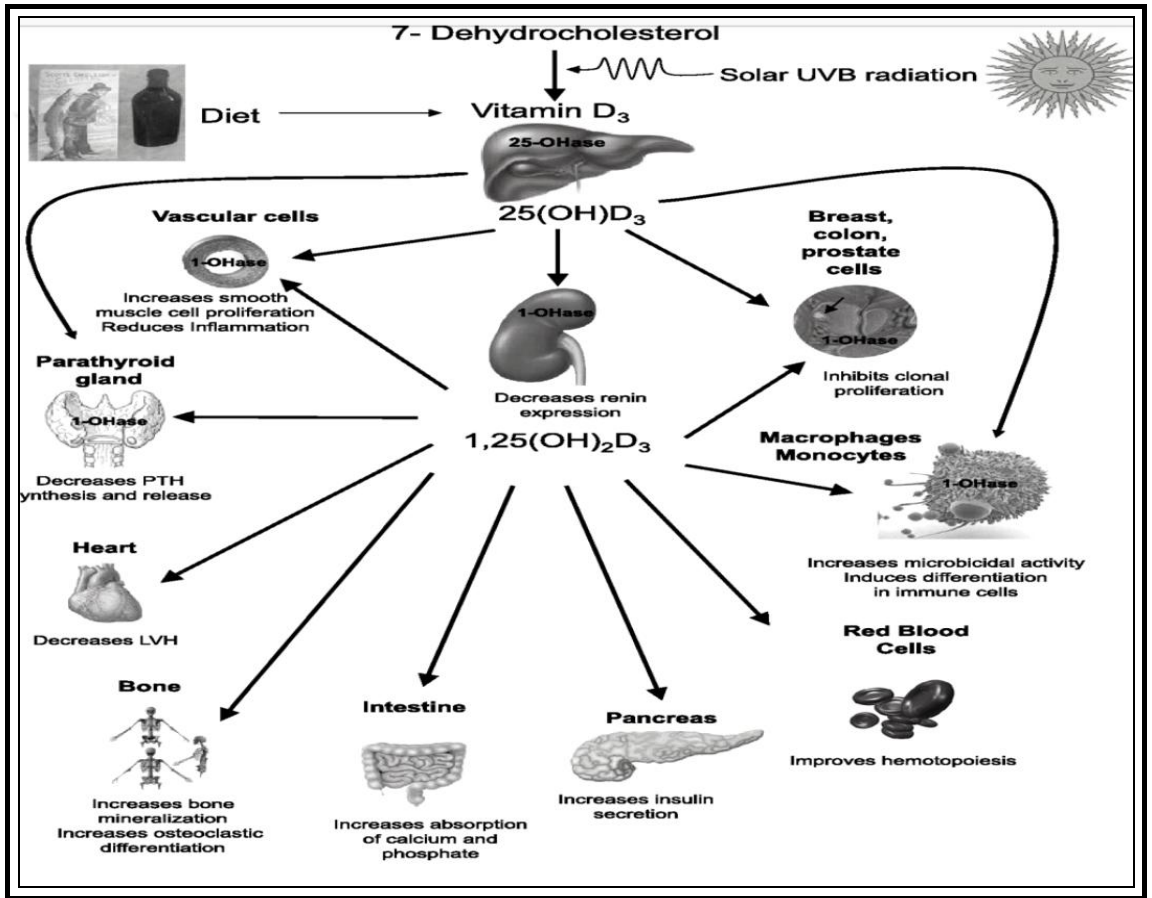 7- Dehydrocholesterol
Solar UVB radiation
Diet
Vitamin D₃
25-OHase
25(OH)D₃
Vascular cells
1-OHase
Increases smooth
muscle cell proliferation
Reduces Inflammation
Breast,
colon,
prostate
cells
1-OHase
Inhibits clonal
proliferation
1-OHase
Decreases renin
expression
Parathyroid
gland
1-OHase
Decreases PTH
ynthesis and release
1,25(OH)₂D₃
Macrophages
Monocytes
1-OHase
Increases microbicidal activity
Induces differentiation
in immune cells
Heart
Decreases LVH
Red Blood
Cells
Improves hemotopoiesis
Bone
Increases bone
mineralization
Increases osteoclastic
differentiation
Intestine
Increases absorption
of calcium and
phosphate
Pancreas
Increases insulin
secretion